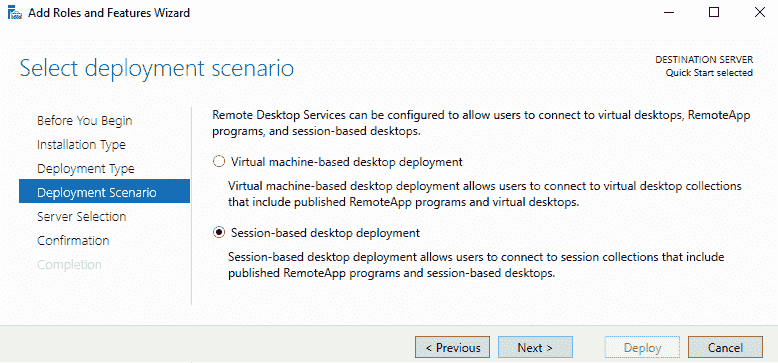 Add Roles and Features Wizard
Select deployment scenario
DESTINATION SERVER
Quick Start selected
Before You Begin
Installation Type
Deployment Type
Deployment Scenario
Server Selection
Confirmation
Completion
Remote Desktop Services can be configured to allow users to connect to virtual desktops, RemoteApp
programs, and session-based desktops.
Virtual machine-based desktop deployment
Virtual machine-based desktop deployment allows users to connect to virtual desktop collections
that include published RemoteApp programs and virtual desktops.
Session-based desktop deployment
Session-based desktop deployment allows users to connect to session collections that include
published RemoteApp programs and session-based desktops.
< Previous
Next >
Deploy
Cancel